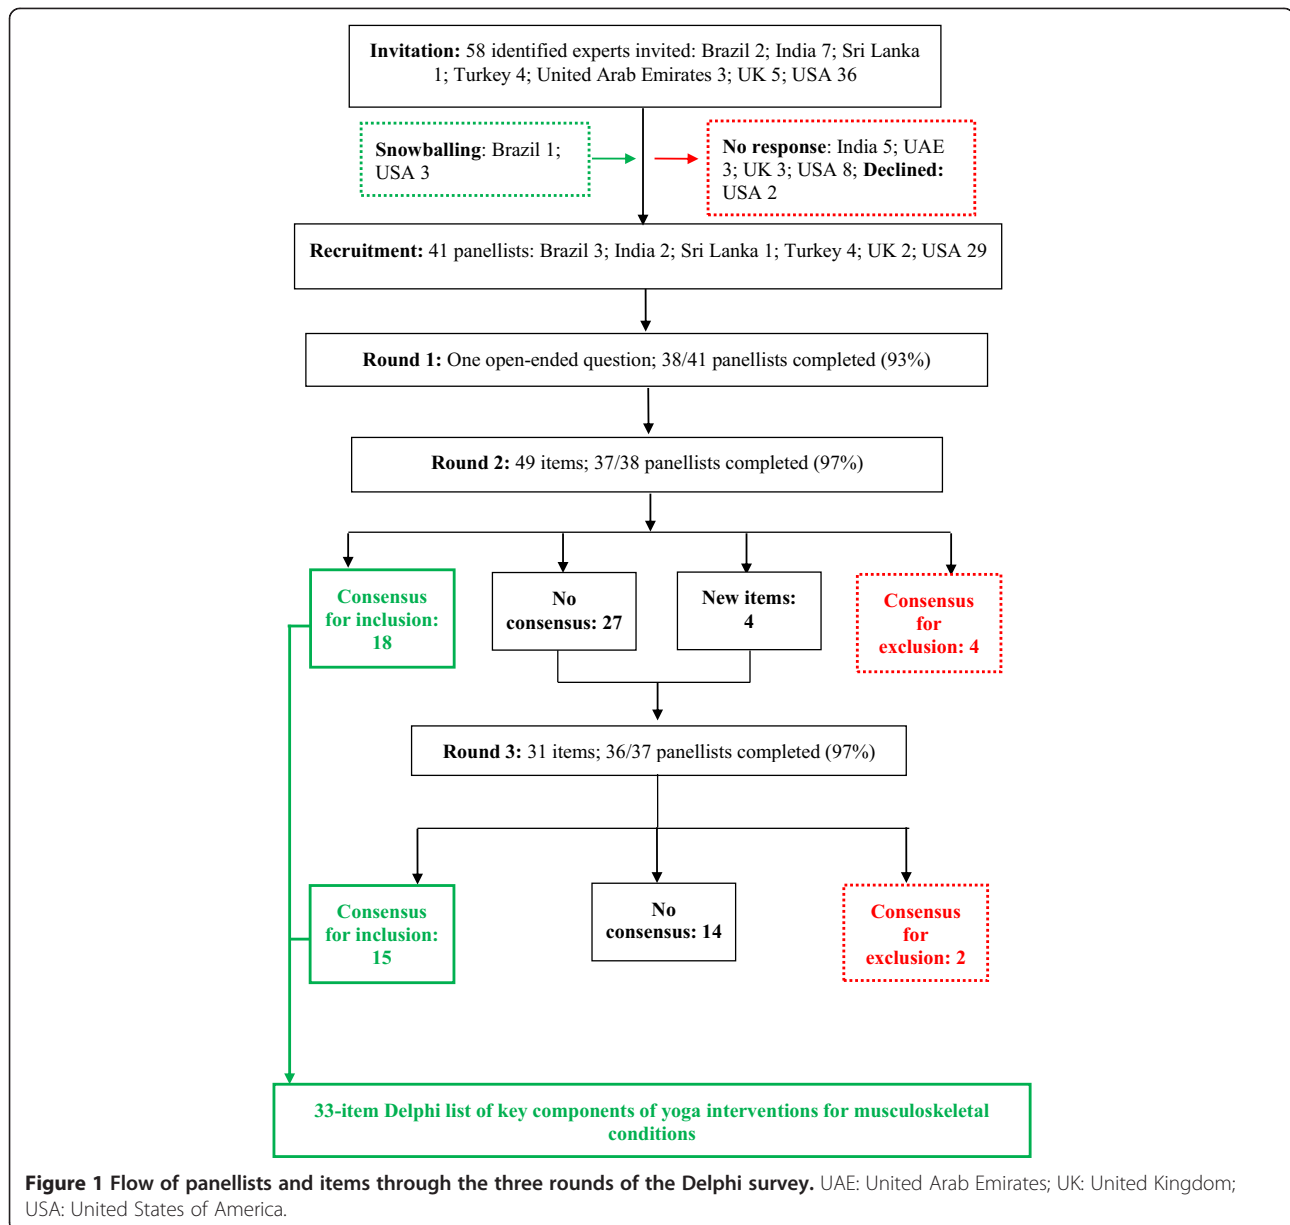 Invitation: 58 identified experts invited: Brazil 2; India 7; Sri Lanka
1; Turkey 4; United Arab Emirates 3; UK 5; USA 36
Snowballing: Brazil 1;
USA 3
No response: India 5; UAE
3; UK 3; USA 8; Declined:
USA 2
Recruitment: 41 panellists: Brazil 3; India 2; Sri Lanka 1; Turkey 4; UK 2; USA 29
Round 1: One open-ended question; 38/41 panellists completed (93%)
Round 2: 49 items; 37/38 panellists completed (97%)
Consensus
for inclusion:
18
No
consensus: 27
New items:
4
Consensus
for
exclusion: 4
Round 3: 31 items; 36/37 panellists completed (97%)
Consensus
for inclusion:
15
No
consensus: 14
Consensus
for
exclusion: 2
33-item Delphi list of key components of yoga interventions for musculoskeletal
conditions
Figure 1 Flow of panellists and items through the three rounds of the Delphi survey. UAE: United Arab Emirates; UK: United Kingdom;
USA: United States of America.